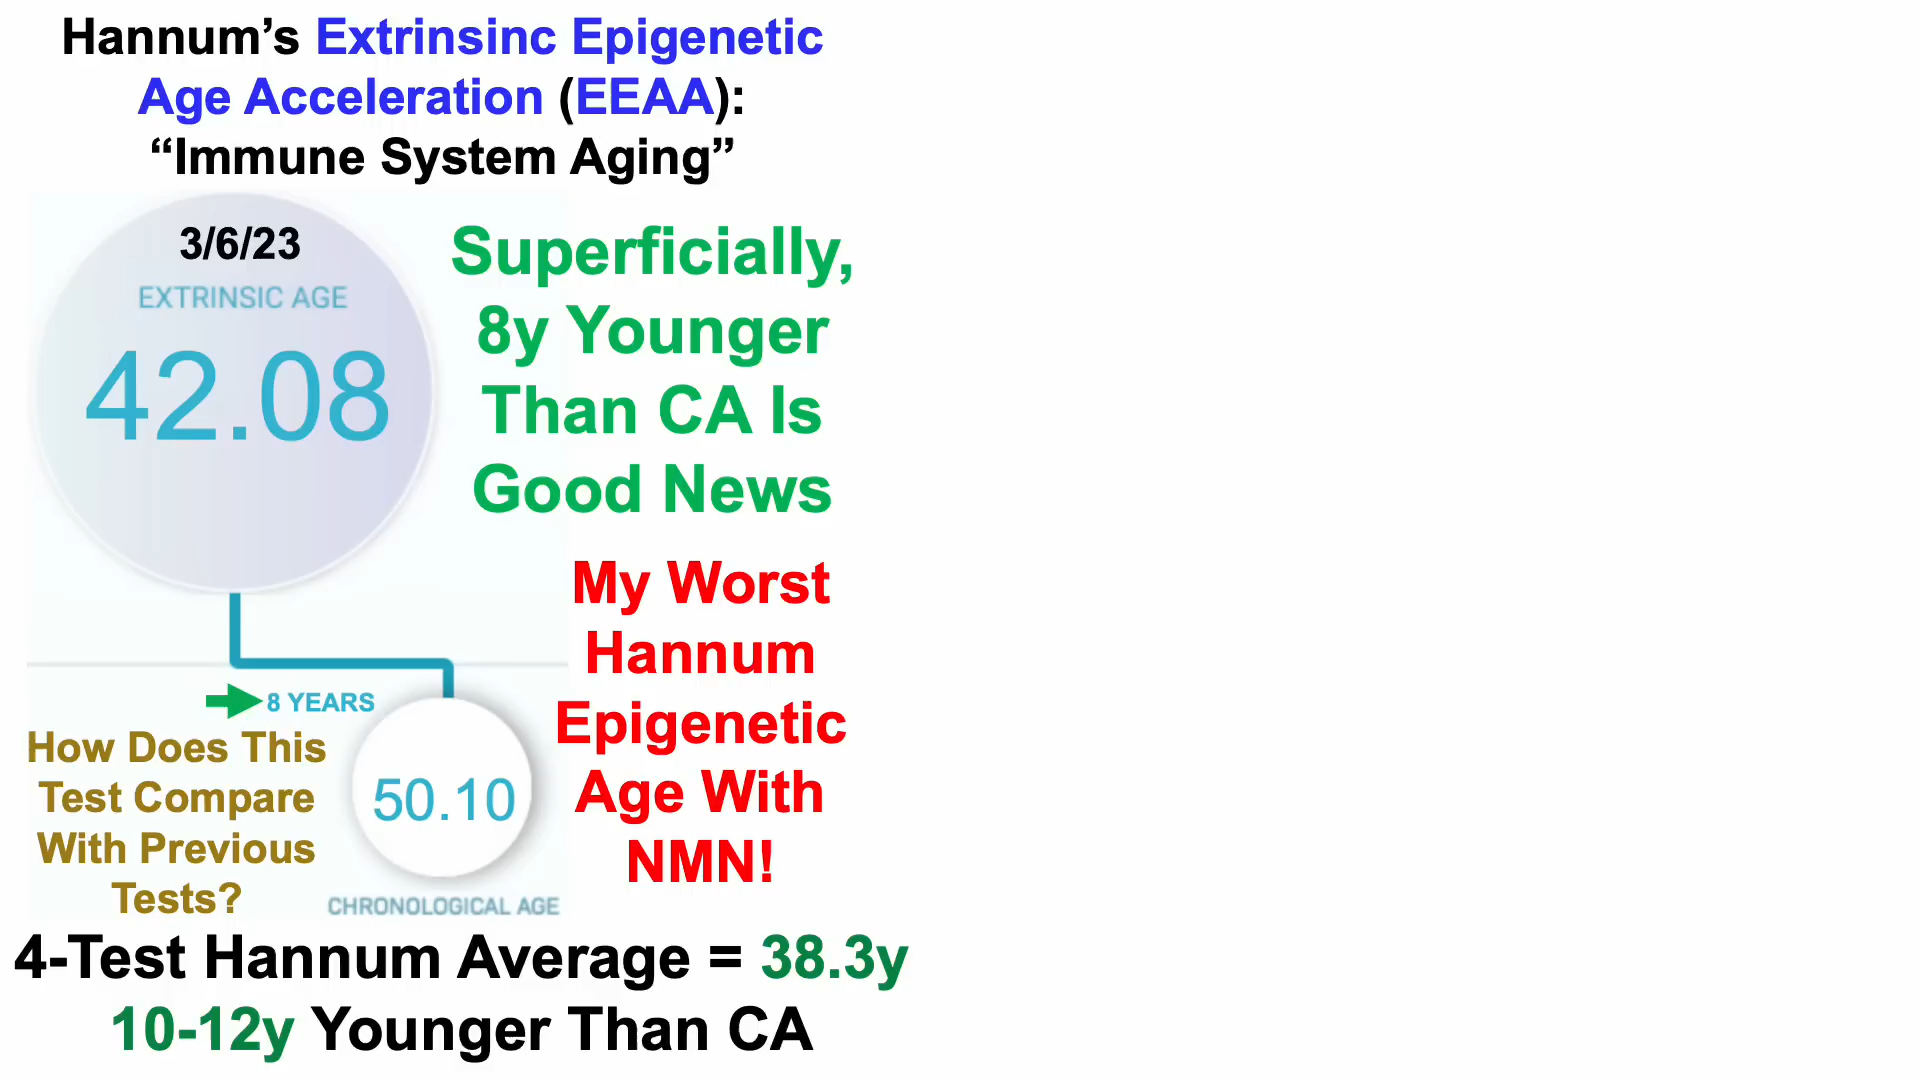 Hannum’s Extrinsinc Epigenetic
Age Acceleration (EEAA):
“Immune System Aging”
3/6/23
EXTRINSIC AGE
42.08
Superficially,
8y Younger
Than CA Is
Good News
My Worst
Hannum
Epigenetic
Age With
NMN!
8 YEARS
How Does This
Test Compare
With Previous
Tests?
50.10
CHRONOLOGICAL AGE
4-Test Hannum Average = 38.3y
10-12y Younger Than CA